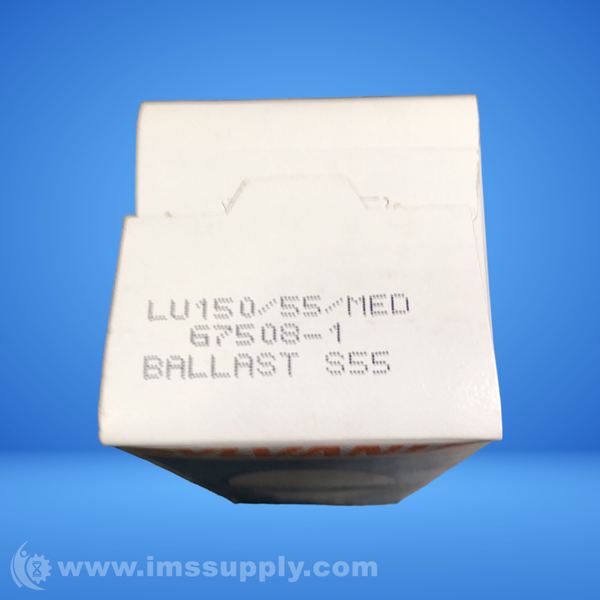 LU150/55/MED
67508-1
BALLAST S55
www.imssupply.com